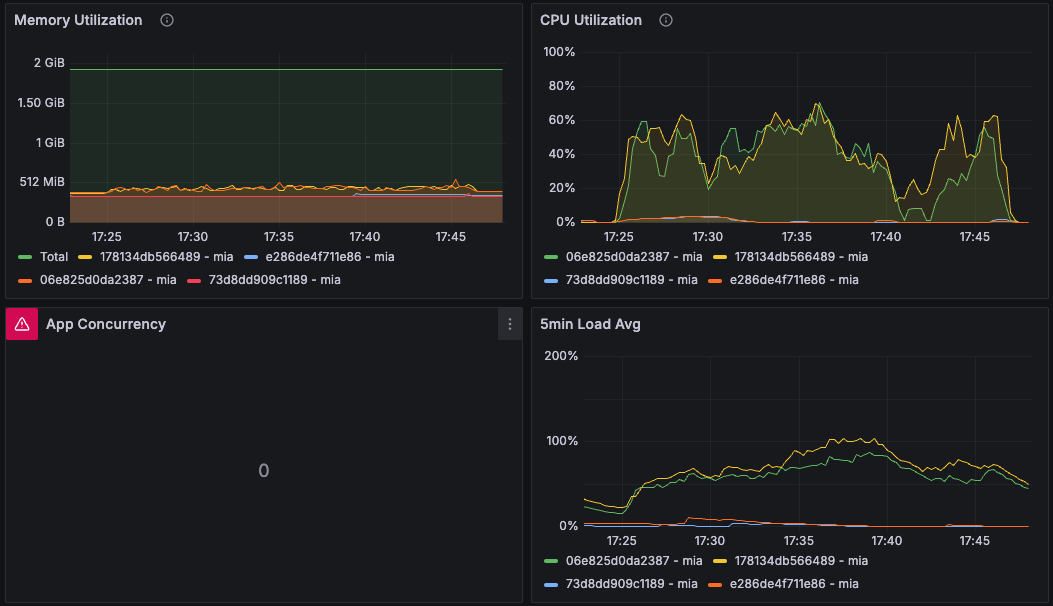 Memory Utilization
2 GiB
1.50 GiB
1 GiB
512 MiB
0 B
17:25 17:30 17:35 17:40 17:45
Total 178134db566489 - mia e286de4f711e86 - mia
06e825d0da2387 - mia 73d8dd909c1189 - mia
CPU Utilization
100%
80%
60%
40%
20%
0%
17:25 17:30 17:35 17:40 17:45
06e825d0da2387 - mia 178134db566489 - mia
73d8dd909c1189 - mia e286de4f711e86 - mia
App Concurrency
0
5min Load Avg
200%
100%
0%
17:25 17:30 17:35 17:40 17:45
06e825d0da2387 - mia 178134db566489 - mia
73d8dd909c1189 - mia e286de4f711e86 - mia